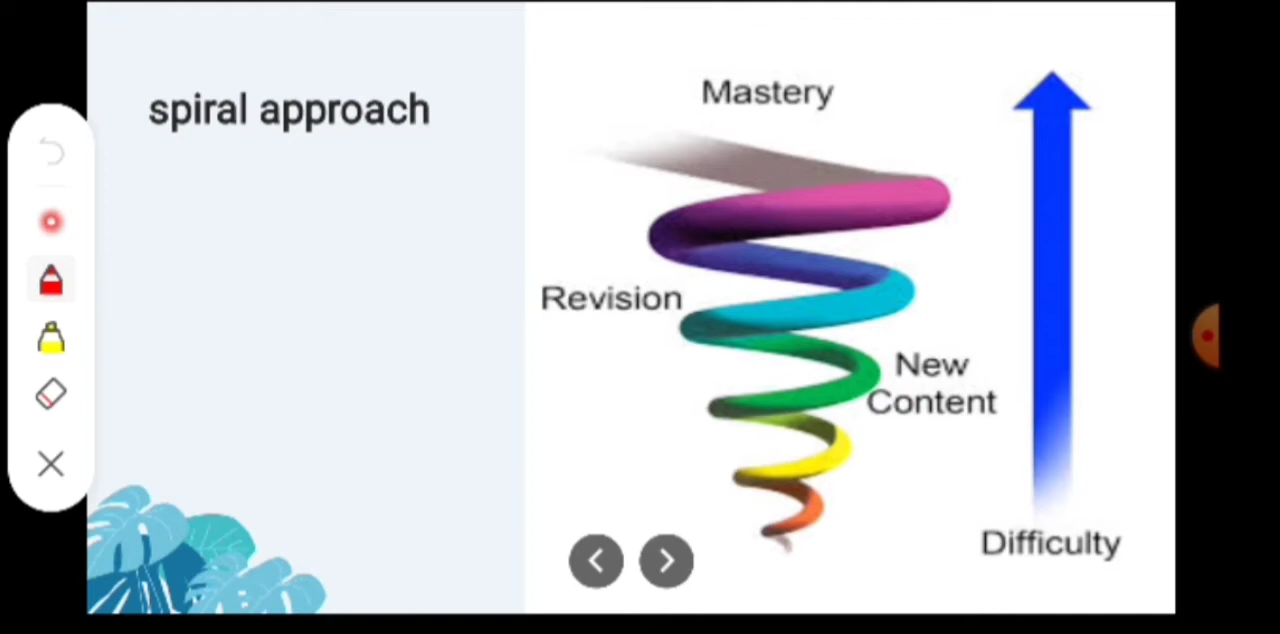 spiral approach
Mastery
Revision
New
Content
Difficulty